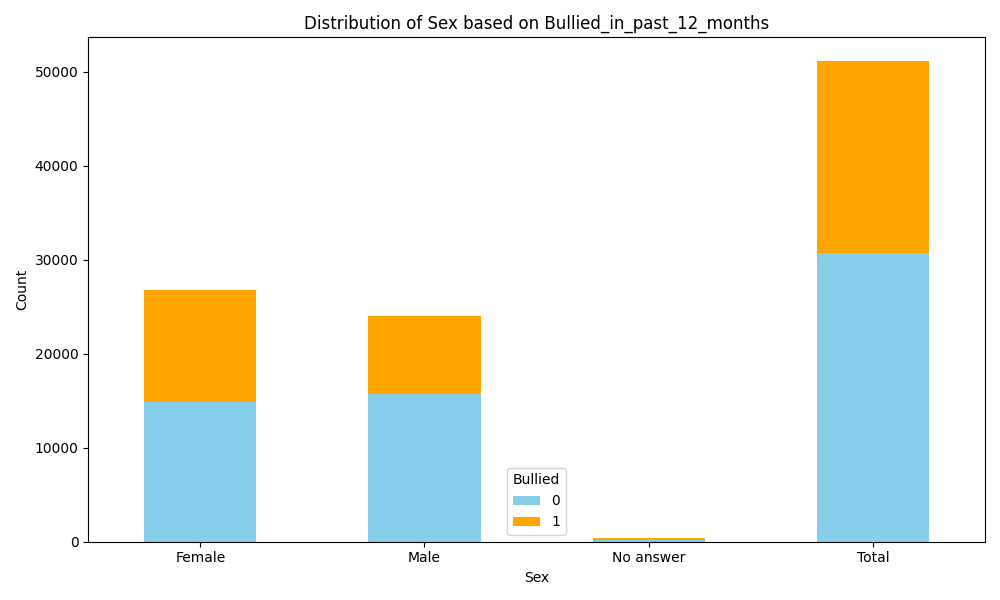 Distribution of Sex based on Bullied_in_past_12_months
50000
40000
30000
20000
10000
0
Count
Bullied
0
1
Female Male No answer Total
Sex